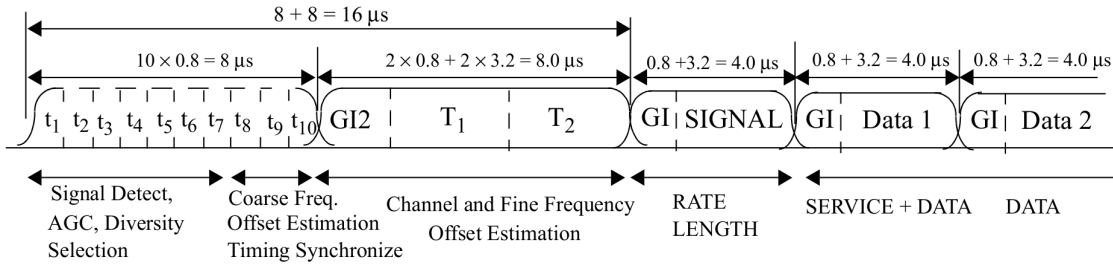 8 + 8 = 16 µs
10 × 0.8 = 8 µs
2 × 0.8 + 2 × 3.2 = 8.0 µs
0.8 +3.2 = 4.0 µs
0.8 + 3.2 = 4.0 µs
0.8 + 3.2 = 4.0 µs
t1 t2 t3 t4 t5 t6 t7 t8 t9 t10
GI2 T1 T2
GI SIGNAL
GI Data 1
GI Data 2
Signal Detect,
AGC, Diversity
Selection
Coarse Freq.
Offset Estimation
Timing Synchronize
Channel and Fine Frequency
Offset Estimation
RATE
LENGTH
SERVICE + DATA
DATA